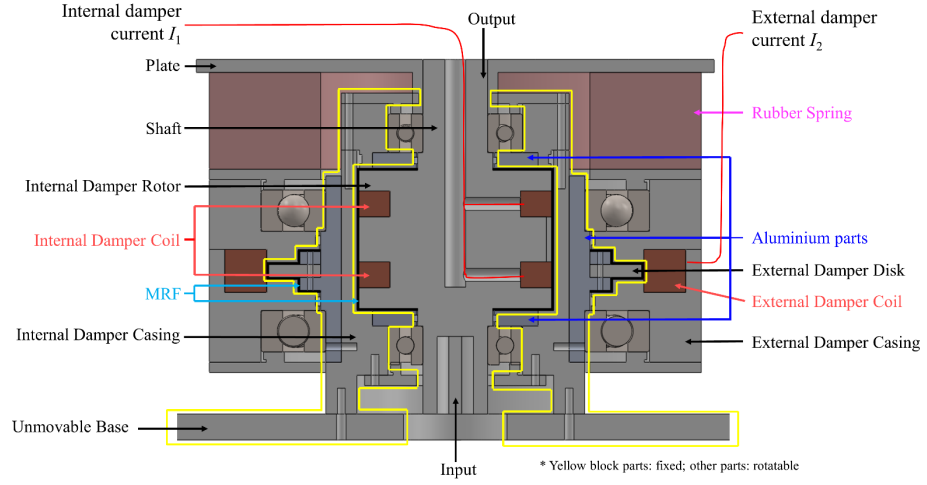 Internal damper
current I₁
Output
External damper
current I₂
Plate
Rubber Spring
Shaft
Internal Damper Rotor
Internal Damper Coil
Aluminium parts
External Damper Disk
MRF
External Damper Coil
Internal Damper Casing
External Damper Casing
Unmovable Base
Input
* Yellow block parts: fixed; other parts: rotatable